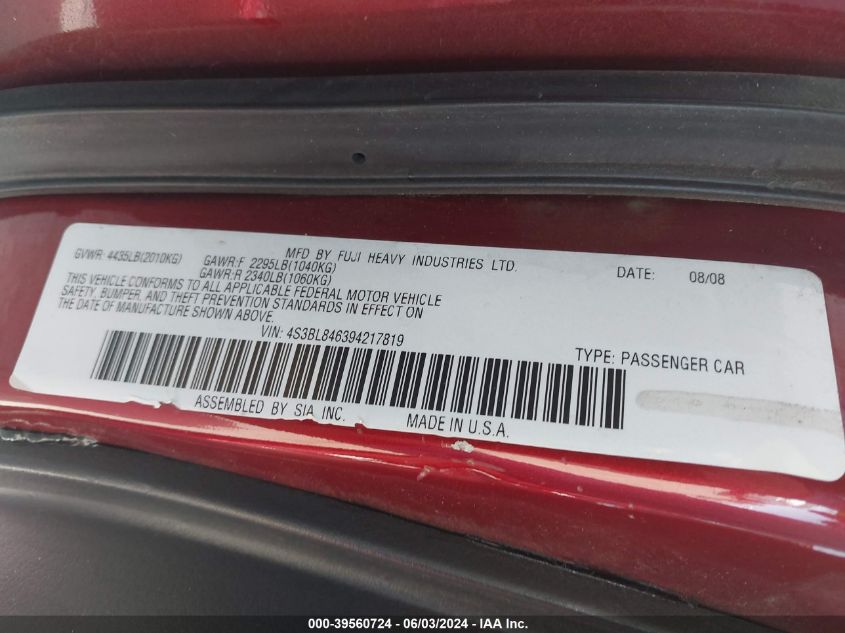 MFD BY FUJI HEAVY INDUSTRIES LTD. DATE: 08/08
GVWR: 4435LB(2010KG) GAWR:F 2295LB(1040KG)
GAWR:R 2340LB(1060KG)
THIS VEHICLE CONFORMS TO ALL APPLICABLE FEDERAL MOTOR VEHICLE
SAFETY, BUMPER, AND THEFT PREVENTION STANDARDS IN EFFECT ON
THE DATE OF MANUFACTURE SHOWN ABOVE.
VIN: 4S3BL846394217819 TYPE: PASSENGER CAR
ASSEMBLED BY SIA, INC. MADE IN U.S.A.
000-39560724 - 06/03/2024 - IAA Inc.